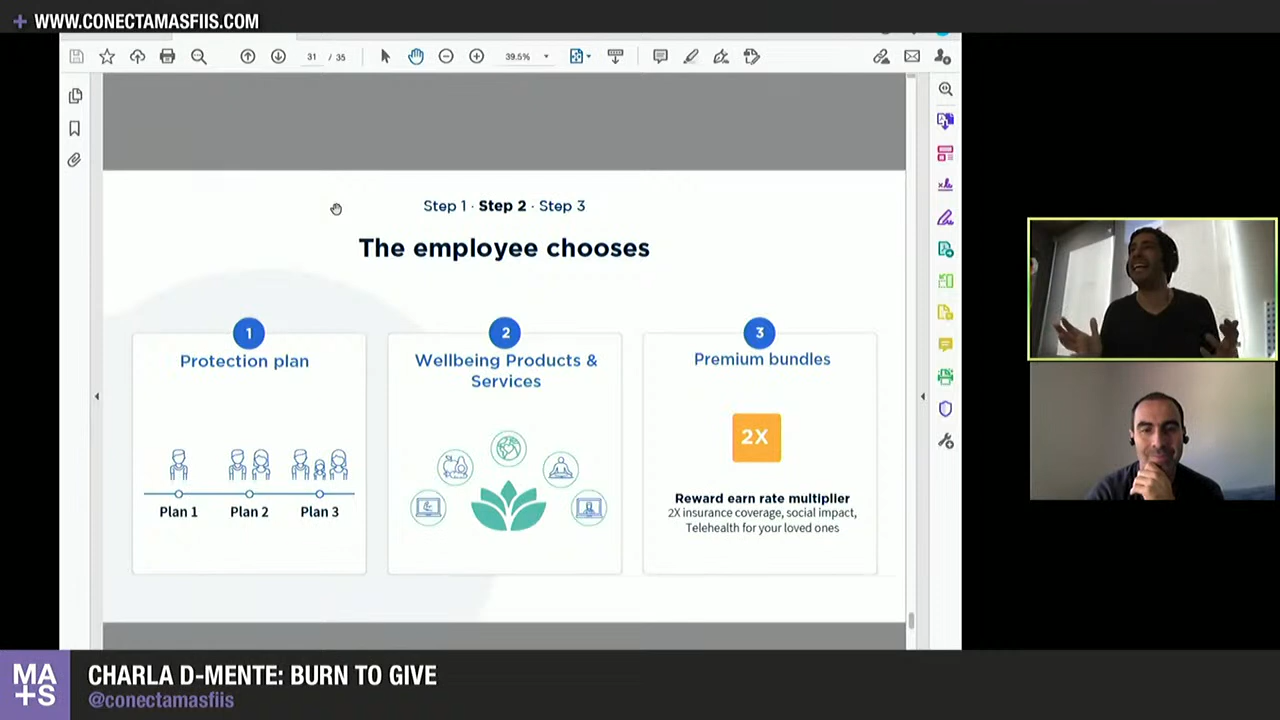 + WWW.CONECTAMASFIIS.COM
31 / 35
39.5%
Step 1 · Step 2 · Step 3
The employee chooses
1
Protection plan
Plan 1
Plan 2
Plan 3
2
Wellbeing Products &
Services
3
Premium bundles
2X
Reward earn rate multiplier
2X insurance coverage, social impact,
Telehealth for your loved ones
MA
+S
CHARLA D-MENTE: BURN TO GIVE
@conectamasfiis